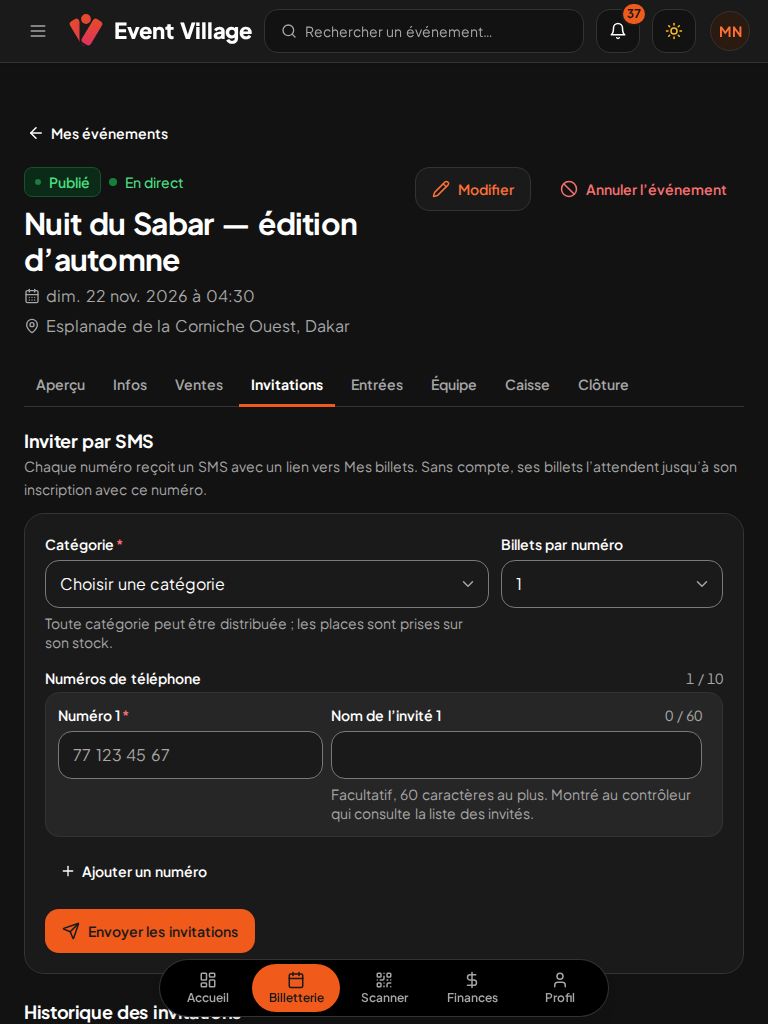 Event Village
Rechercher un événement...
37
MN
Mes événements
Publié
En direct
Modifier
Annuler l'événement
Nuit du Sabar — édition
d'automne
dim. 22 nov. 2026 à 04:30
Esplanade de la Corniche Ouest, Dakar
Aperçu Infos Ventes Invitations Entrées Équipe Caisse Clôture
Inviter par SMS
Chaque numéro reçoit un SMS avec un lien vers Mes billets. Sans compte, ses billets l'attendent jusqu'à son
inscription avec ce numéro.
Catégorie * Billets par numéro
Choisir une catégorie 1
Toute catégorie peut être distribuée ; les places sont prises sur
son stock.
Numéros de téléphone 1 / 10
Numéro 1 * Nom de l'invité 1 0 / 60
77 123 45 67
Facultatif, 60 caractères au plus. Montré au contrôleur
qui consulte la liste des invités.
+ Ajouter un numéro
Envoyer les invitations
Historique des invitations
Accueil Billetterie Scanner Finances Profil